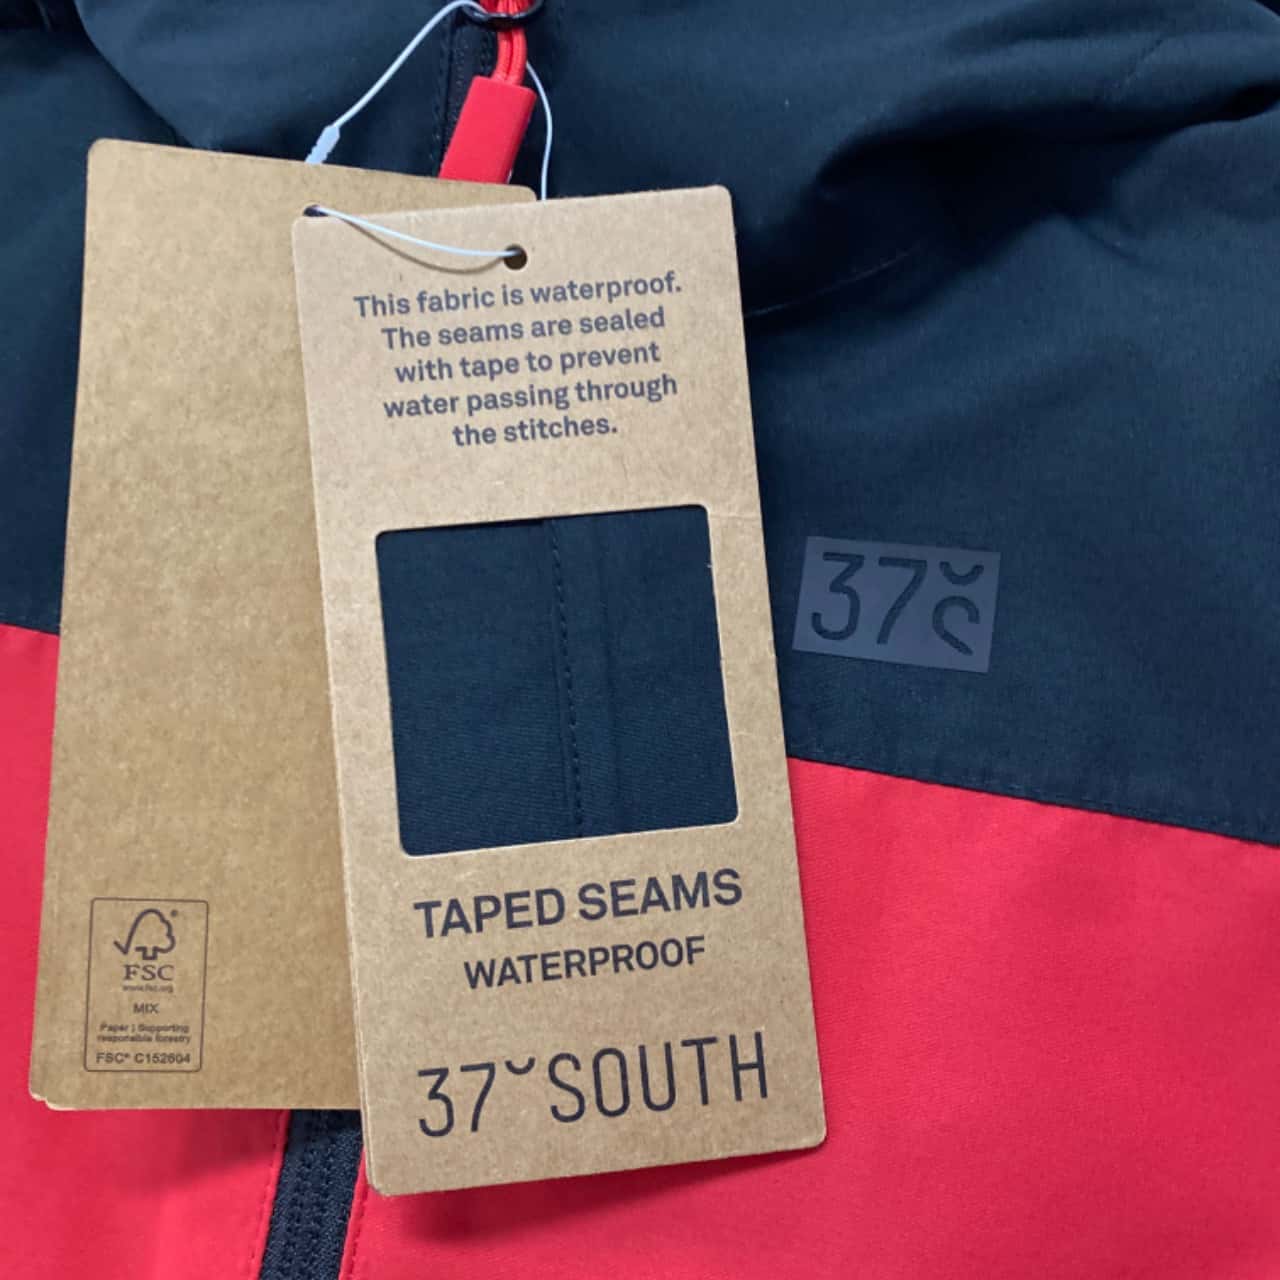 This fabric is waterproof.
The seams are sealed
with tape to prevent
water passing through
the stitches.
TAPED SEAMS
WATERPROOF
37˘SOUTH
37S
FSC®
www.fsc.org
MIX
Paper | Supporting
responsible forestry
FSC® C152604